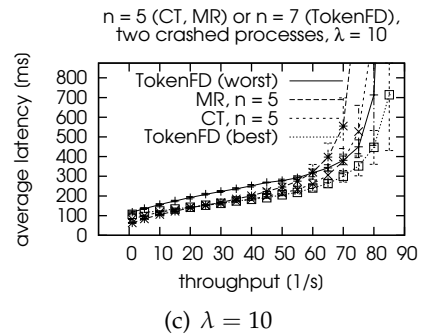 n = 5 (CT, MR) or n = 7 (TokenFD),
two crashed processes, λ = 10
average latency (ms)
800
700
600
500
400
300
200
100
0
TokenFD (worst)
MR, n = 5
CT, n = 5
TokenFD (best)
0 10 20 30 40 50 60 70 80 90
throughput (1/s)
(c) λ = 10